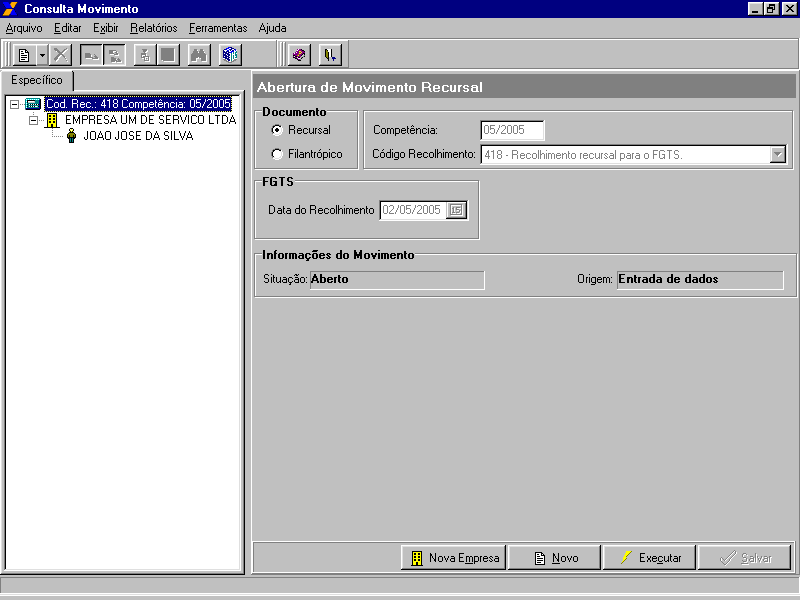 Consulta Movimento
Arquivo Editar Exibir Relatórios Ferramentas Ajuda
Específico
Cod. Rec.: 418 Competência: 05/2005
EMPRESA UM DE SERVICO LTDA
JOAO JOSE DA SILVA
Abertura de Movimento Recursal
Documento
Recursal
Filantrópico
Competência: 05/2005
Código Recolhimento: 418 - Recolhimento recursal para o FGTS.
FGTS
Data do Recolhimento 02/05/2005 15
Informações do Movimento
Situação: Aberto Origem: Entrada de dados
Nova Empresa Novo Executar Salvar